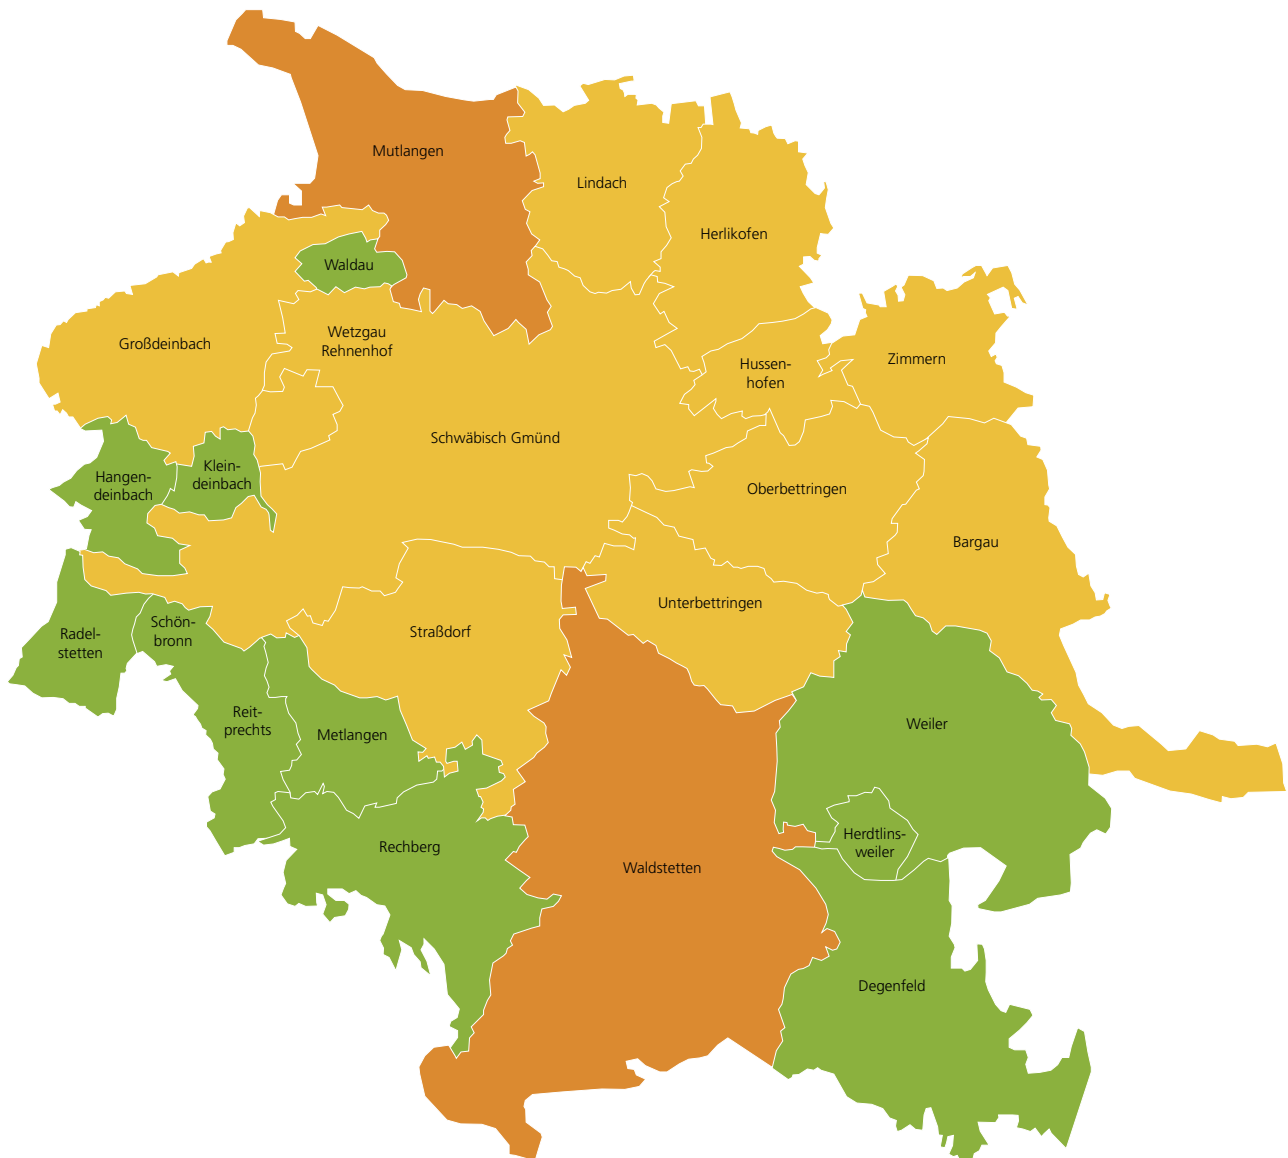 Mutlangen
Lindach
Herlikofen
Waldau
Großdeinbach
Wetzgau
Rehnenhof
Hussen-
hofen
Zimmern
Schwäbisch Gmünd
Hangen-
deinbach
Klein-
deinbach
Oberbettringen
Bargau
Unterbettringen
Straßdorf
Radel-
stetten
Schön-
bronn
Reit-
prechts
Metlangen
Weiler
Rechberg
Herdtlins-
weiler
Waldstetten
Degenfeld